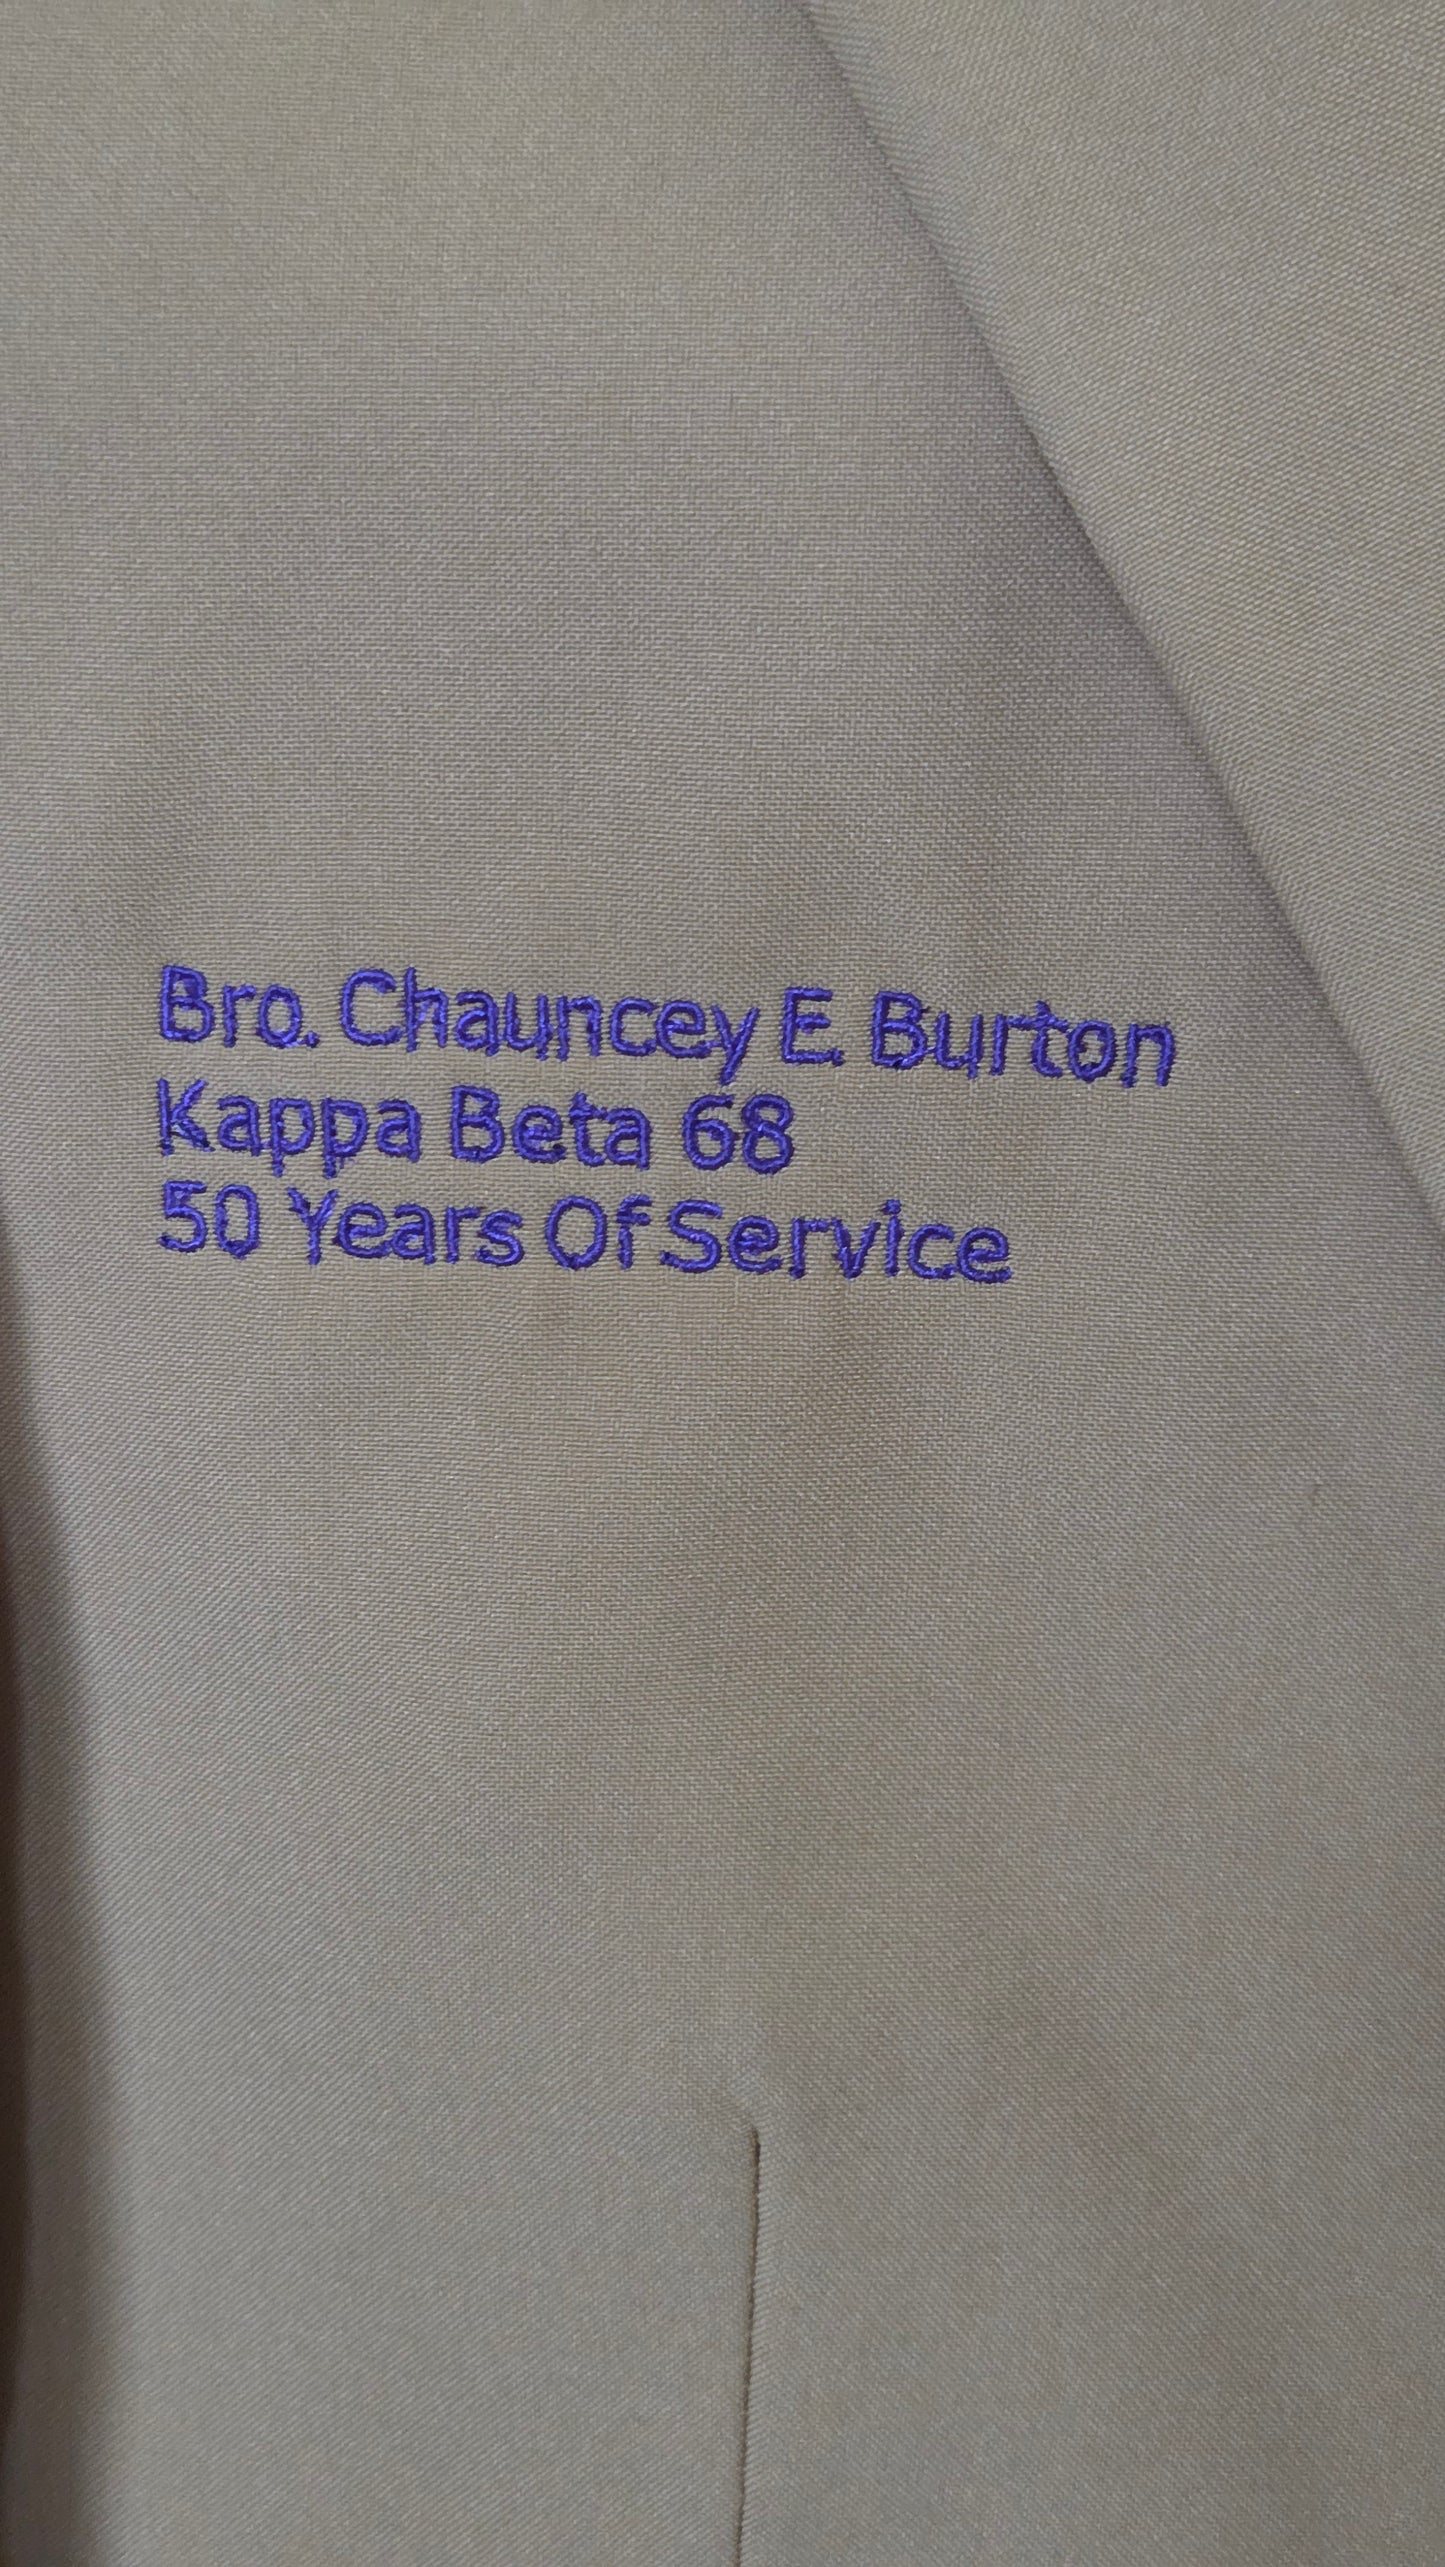 Bro. Chauncey E. Burton
Kappa Beta 68
50 Years Of Service